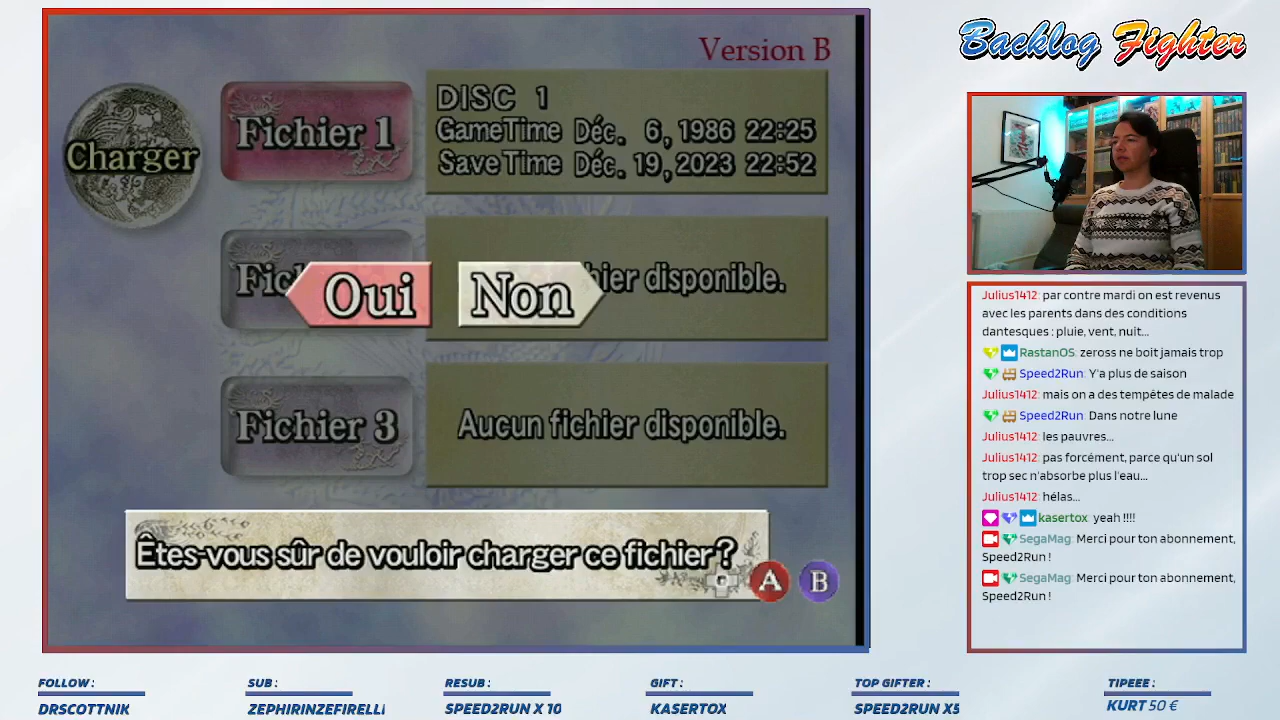 Backlog Fighter
Version B
Charger
Fichier 1
DISC 1
GameTime Déc. 6, 1986 22:25
SaveTime Déc. 19, 2023 22:52
Oui
Non
hier disponible.
Fichier 3
Aucun fichier disponible.
Êtes-vous sûr de vouloir charger ce fichier ?
A B
Julius1412: par contre mardi on est revenus
avec les parents dans des conditions
dantesques : pluie, vent, nuit...
RastanOS: zeross ne boit jamais trop
Speed2Run: Y'a plus de saison
Julius1412: mais on a des tempêtes de malade
Speed2Run: Dans notre lune
Julius1412: les pauvres...
Julius1412: pas forcément, parce qu'un sol
trop sec n'absorbe plus l'eau...
Julius1412: hélas...
kasertox: yeah !!!!
SegaMag: Merci pour ton abonnement,
Speed2Run !
SegaMag: Merci pour ton abonnement,
Speed2Run !
FOLLOW :
DRSCOTTNIK
SUB :
ZEPHIRINZEFIRELLI
RESUB :
SPEED2RUN X 10
GIFT :
KASERTOX
TOP GIFTER :
SPEED2RUN X5
TIPEEE :
KURT 50 €